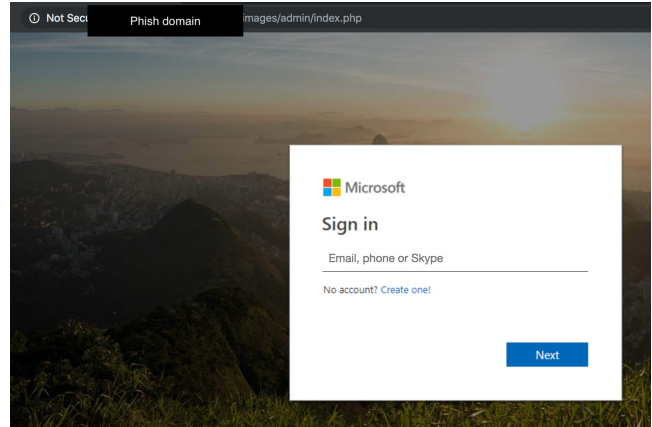 Not Secu
Phish domain
images/admin/index.php
Microsoft
Sign in
Email, phone or Skype
No account? Create one!
Next